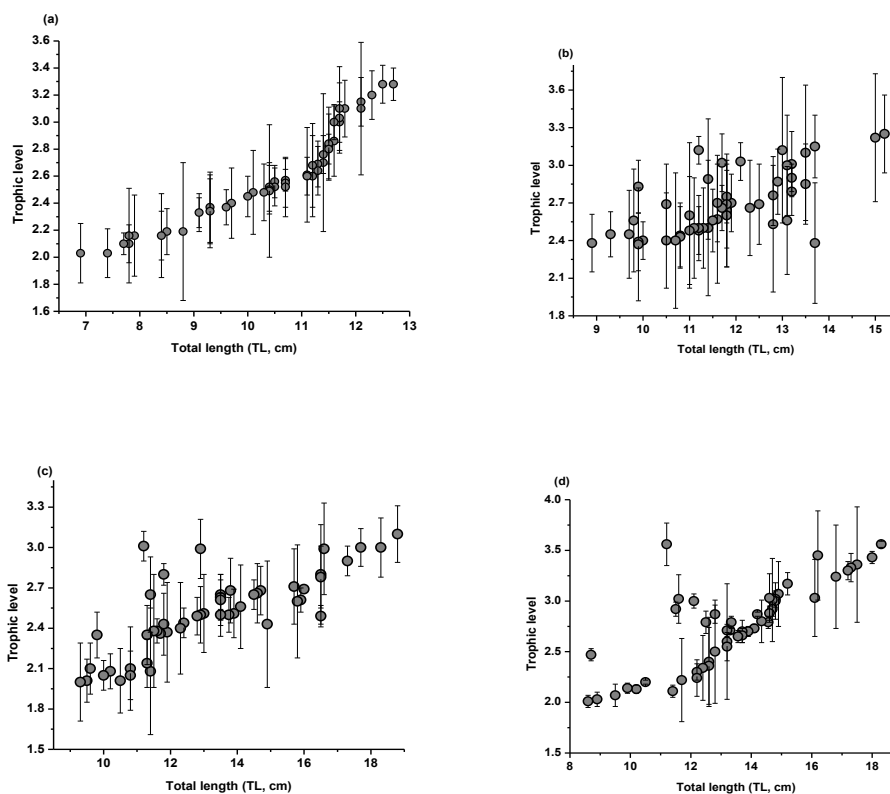 (a)
3.6
3.4
3.2
3.0
2.8
2.6
2.4
2.2
2.0
1.8
1.6
Trophic level
7 8 9 10 11 12 13
Total length (TL, cm)
(b)
3.6
3.3
3.0
2.7
2.4
2.1
1.8
Trophic level
9 10 11 12 13 14 15
Total length (TL, cm)
(c)
3.3
3.0
2.7
2.4
2.1
1.8
1.5
Trophic level
10 12 14 16 18
Total length (TL, cm)
(d)
4.0
3.5
3.0
2.5
2.0
1.5
Trophic level
8 10 12 14 16 18
Total length (TL, cm)